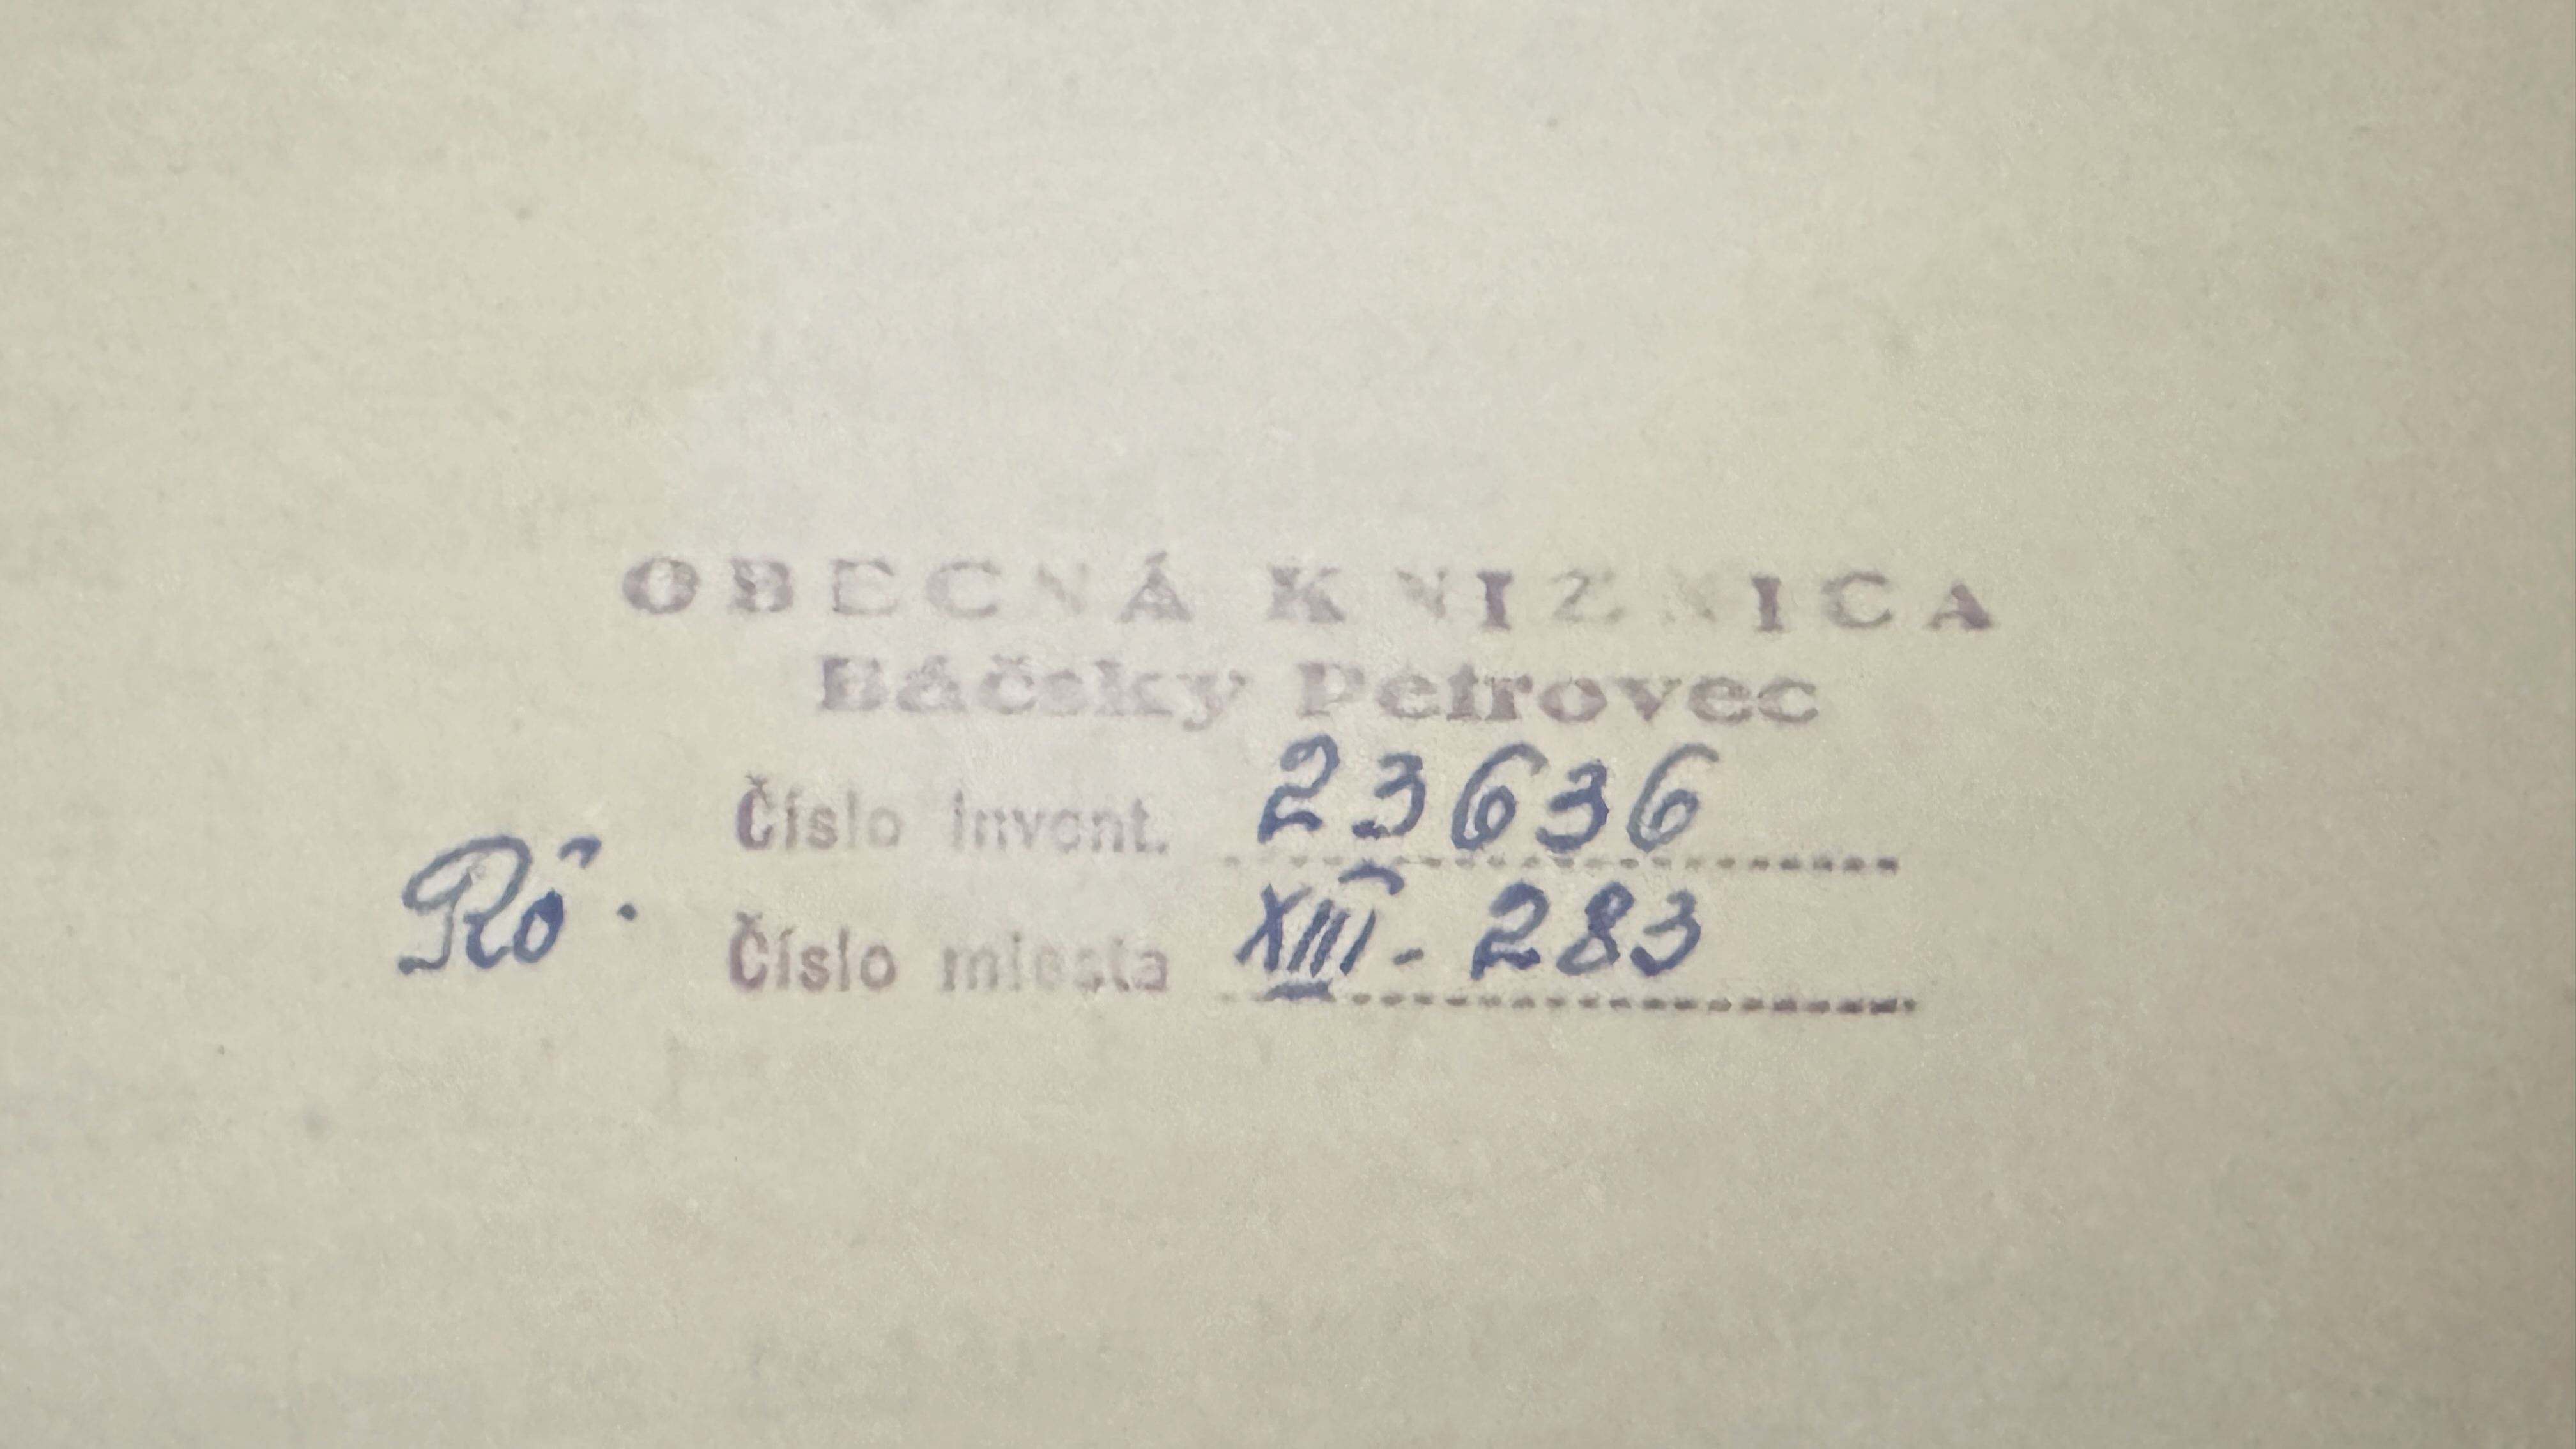 OBECNÁ KNIZNICA
Báčsky Petrovec
Číslo invent. 23636
Rô.
Číslo miesta XIII - 283